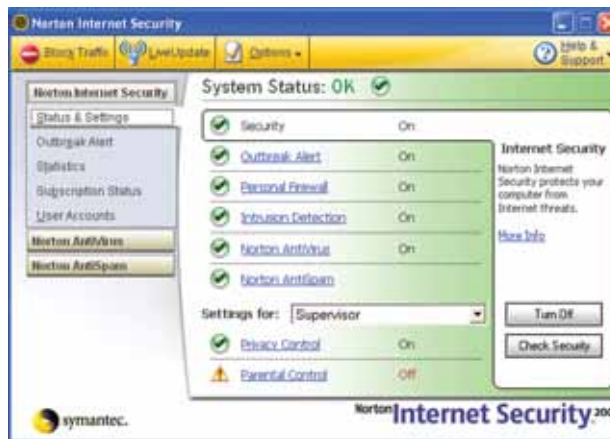 Norton Internet Security
Block Traffic
LiveUpdate
Options
Help & Support
Norton Internet Security
Status & Settings
Outbreak Alert
Statistics
Subscription Status
User Accounts
Norton AntiVirus
Norton AntiSpam
System Status: OK
Security On
Outbreak Alert On
Personal Firewall On
Intrusion Detection On
Norton AntiVirus On
Norton AntiSpam
Settings for: Supervisor
Privacy Control On
Parental Control Off
Internet Security
Norton Internet
Security protects your
computer from
Internet threats.
More Info
Turn Off
Check Security
symantec.
Norton Internet Security